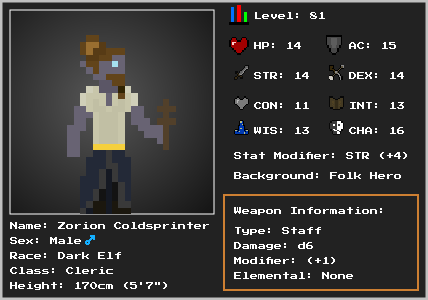 Level: 81
HP: 14 AC: 15
STR: 14 DEX: 14
CON: 11 INT: 13
WIS: 13 CHA: 16
Stat Modifier: STR (+4)
Background: Folk Hero
Weapon Information:
Type: Staff
Damage: d6
Modifier: (+1)
Elemental: None
Name: Zorion Coldsprinter
Sex: Male♂
Race: Dark Elf
Class: Cleric
Height: 170cm (5'7")